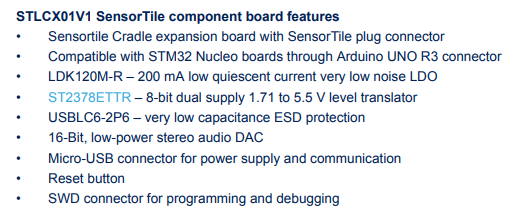 STLCX01V1 SensorTile component board features
• Sensortile Cradle expansion board with SensorTile plug connector
• Compatible with STM32 Nucleo boards through Arduino UNO R3 connector
• LDK120M-R – 200 mA low quiescent current very low noise LDO
• ST2378ETTR – 8-bit dual supply 1.71 to 5.5 V level translator
• USBLC6-2P6 – very low capacitance ESD protection
• 16-Bit, low-power stereo audio DAC
• Micro-USB connector for power supply and communication
• Reset button
• SWD connector for programming and debugging